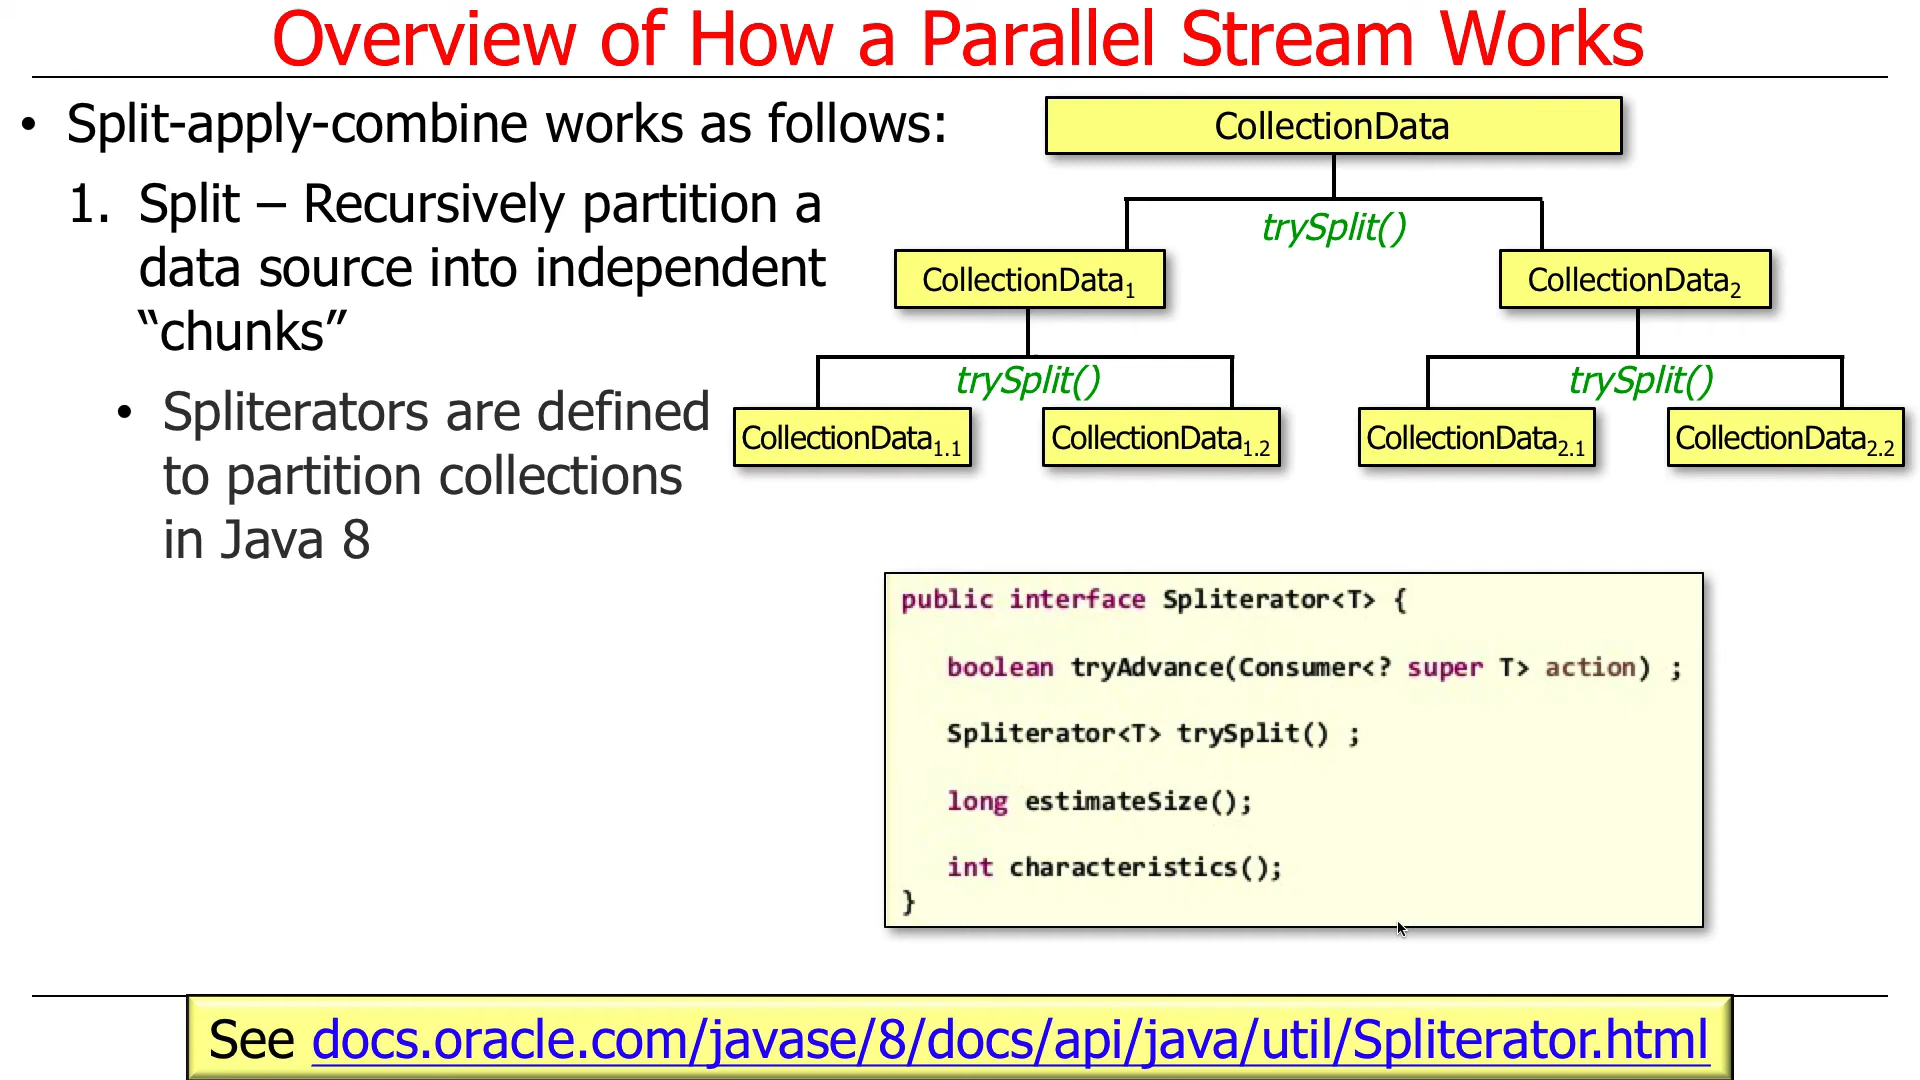 Overview of How a Parallel Stream Works
• Split-apply-combine works as follows:
1. Split – Recursively partition a
data source into independent
“chunks”
• Spliterators are defined
to partition collections
in Java 8
CollectionData
trySplit()
CollectionData1
CollectionData2
trySplit()
trySplit()
CollectionData1.1
CollectionData1.2
CollectionData2.1
CollectionData2.2
public interface Spliterator<T> {
boolean tryAdvance(Consumer<? super T> action) ;
Spliterator<T> trySplit() ;
long estimateSize();
int characteristics();
}
See docs.oracle.com/javase/8/docs/api/java/util/Spliterator.html